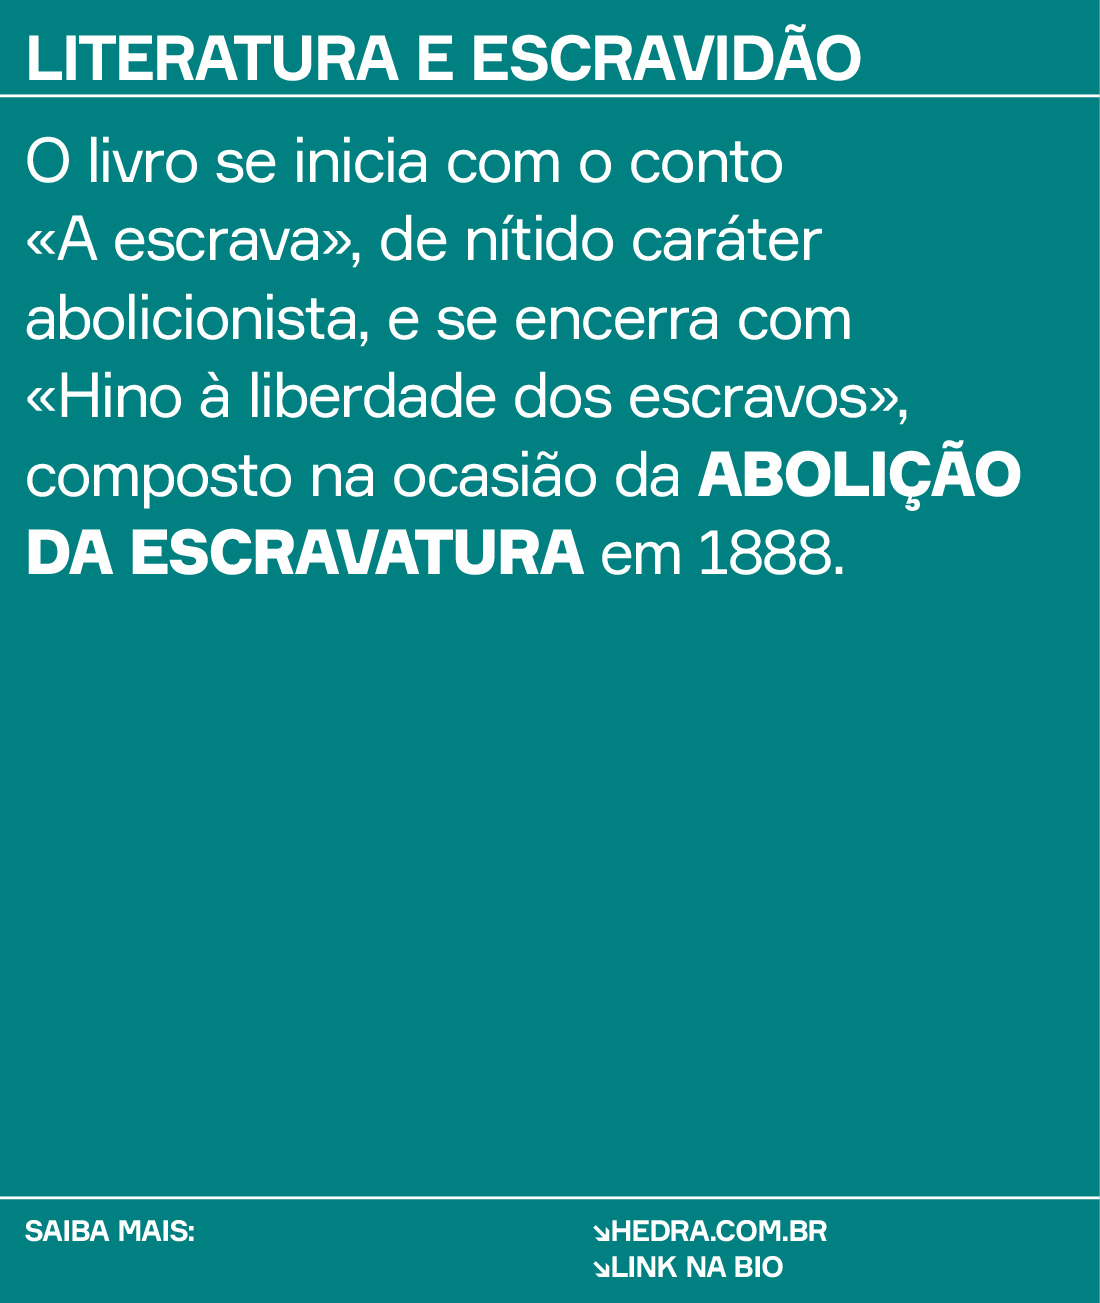 LITERATURA E ESCRAVIDÃO
O livro se inicia com o conto
«A escrava», de nítido caráter
abolicionista, e se encerra com
«Hino à liberdade dos escravos»,
composto na ocasião da ABOLIÇÃO
DA ESCRAVATURA em 1888.
SAIBA MAIS:
↘HEDRA.COM.BR
↘LINK NA BIO